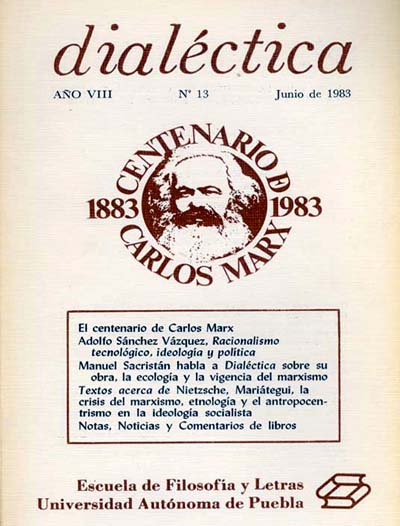 dialéctica
AÑO VIII N° 13 Junio de 1983
CENTENARIO D
1883 1983
CARLOS MARX
El centenario de Carlos Marx
Adolfo Sánchez Vázquez, Racionalismo
tecnológico, ideología y política
Manuel Sacristán habla a Dialéctica sobre su
obra, la ecología y la vigencia del marxismo
Textos acerca de Nietzsche, Mariátegui, la
crisis del marxismo, etnología y el antropocen-
trismo en la ideología socialista
Notas, Noticias y Comentarios de libros
Escuela de Filosofía y Letras
Universidad Autónoma de Puebla